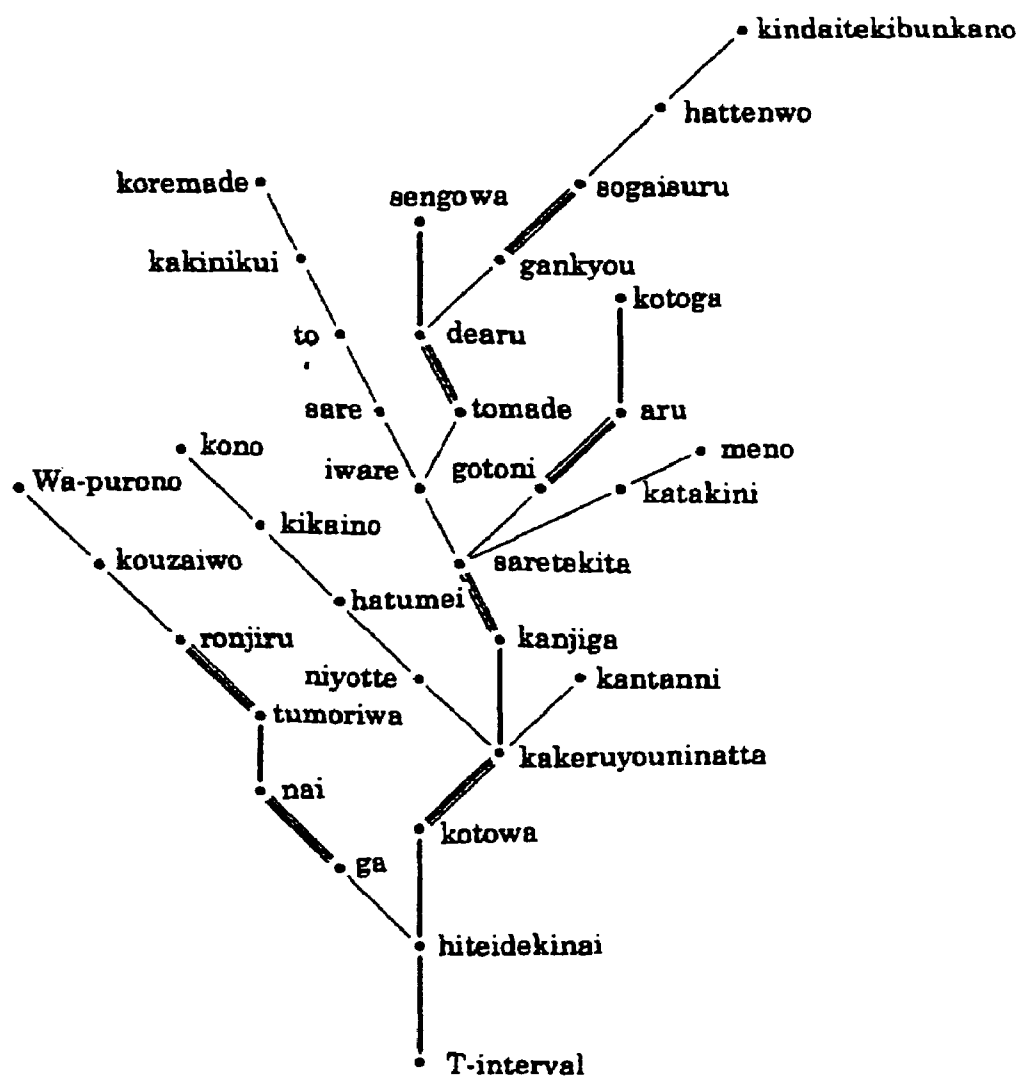 kindaitekibunkano
hattenwo
koremade
sengowa
sogaisuru
kakinikui
gankyou
kotoga
to
dearu
sare
tomade
aru
kono
iware
gotoni
meno
Wa-purono
katakini
kikaino
kouzaiwo
saretekita
hatumei
ronjiru
kanjiga
niyotte
kantanni
tumoriwa
kakeruyouninatta
nai
kotowa
ga
hiteidekinai
T-interval